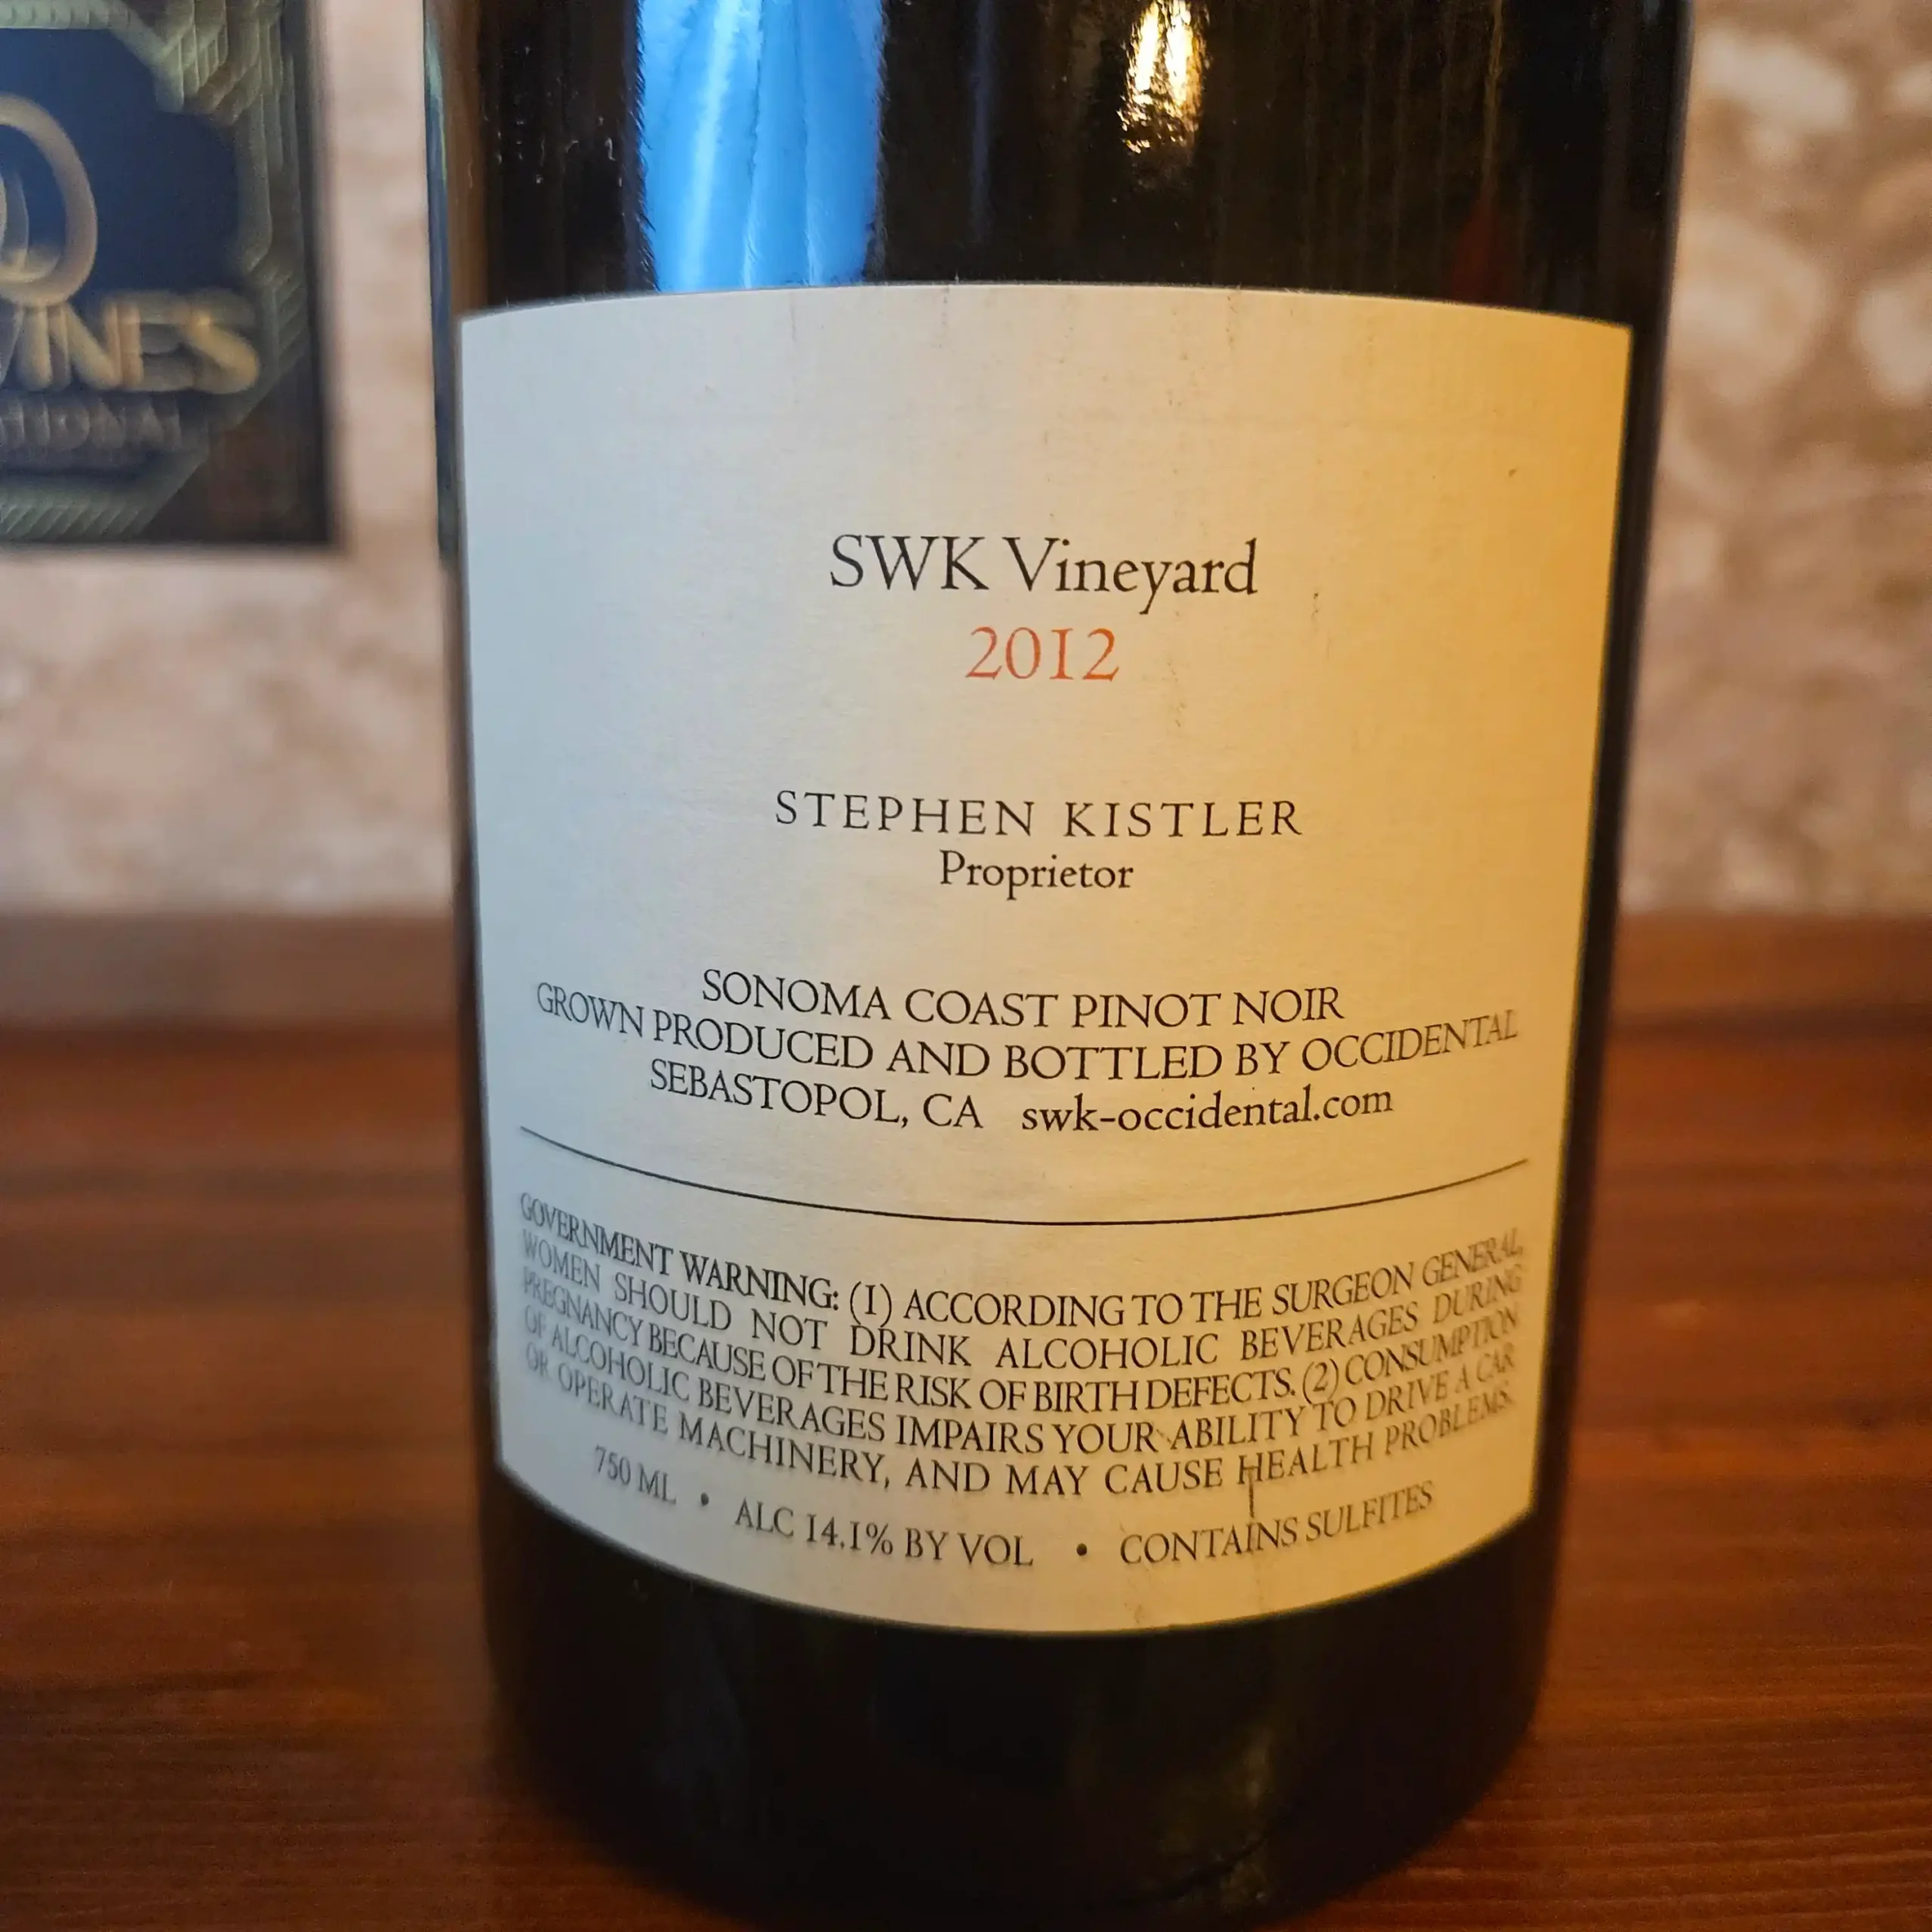 VINES
SWK Vineyard
2012
STEPHEN KISTLER
Proprietor
SONOMA COAST PINOT NOIR
GROWN PRODUCED AND BOTTLED BY OCCIDENTAL
SEBASTOPOL, CA swk-occidental.com
GOVERNMENT WARNING: (1) ACCORDING TO THE SURGEON GENERAL,
WOMEN SHOULD NOT DRINK ALCOHOLIC BEVERAGES DURING
PREGNANCY BECAUSE OF THE RISK OF BIRTH DEFECTS. (2) CONSUMPTION
OF ALCOHOLIC BEVERAGES IMPAIRS YOUR ABILITY TO DRIVE A CAR
OR OPERATE MACHINERY, AND MAY CAUSE HEALTH PROBLEMS.
750 ML • ALC 14.1% BY VOL • CONTAINS SULFITES